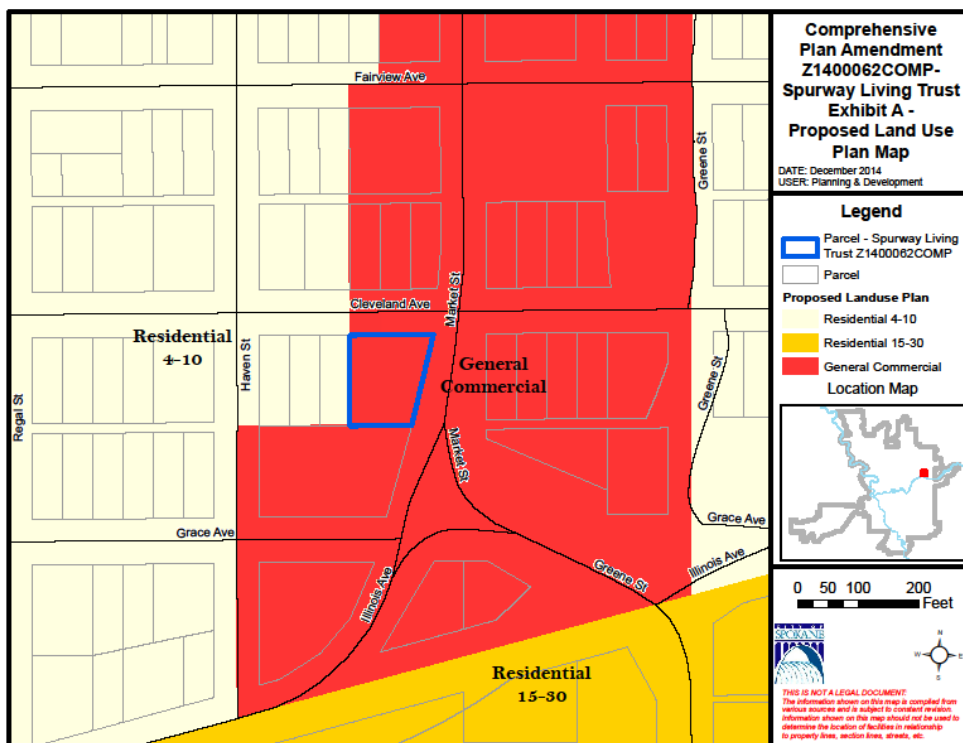 Comprehensive
Plan Amendment
Z1400062COMP-
Spurway Living Trust
Exhibit A -
Proposed Land Use
Plan Map
DATE: December 2014
USER: Planning & Development
Legend
Parcel - Spurway Living
Trust Z1400062COMP
Parcel
Proposed Landuse Plan
Residential 4-10
Residential 15-30
General Commercial
Location Map
0 50 100 200
Feet
CITY OF
SPOKANE
N
W E
S
THIS IS NOT A LEGAL DOCUMENT:
The information shown on this map is compiled from
various sources and is subject to constant revision.
Information shown on this map should not be used to
determine the location of facilities in relationship
to property lines, section lines, streets, etc.
Fairview Ave
Greene St
Cleveland Ave
Market St
Residential
4-10
General
Commercial
Haven St
Regal St
Greene St
Market St
Grace Ave
Grace Ave
Illinois Ave
Greene St
Illinois Ave
Residential
15-30